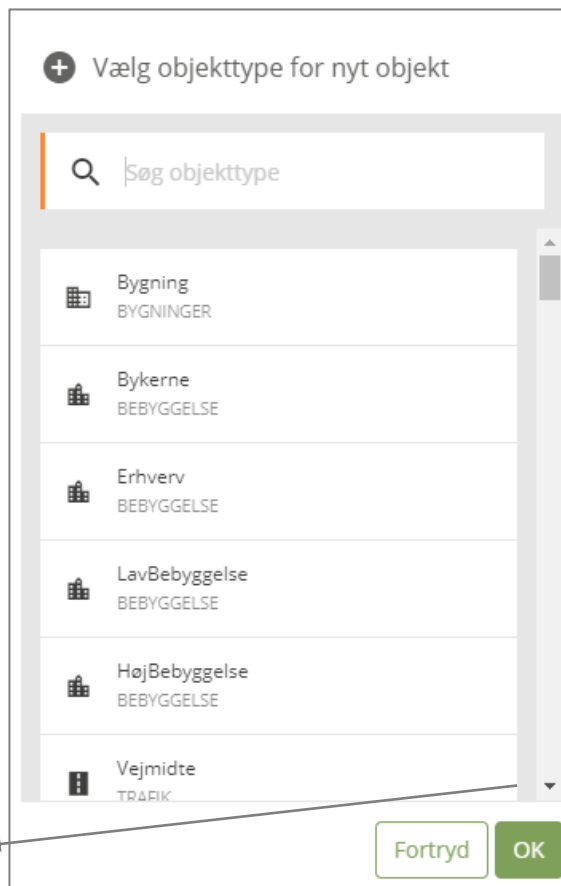 Vælg objekttype for nyt objekt
Søg objekttype
Bygning
BYGNINGER
Bykerne
BEBYGGELSE
Erhverv
BEBYGGELSE
LavBebyggelse
BEBYGGELSE
HøjBebyggelse
BEBYGGELSE
Vejmidte
TRAFIK
Fortryd OK